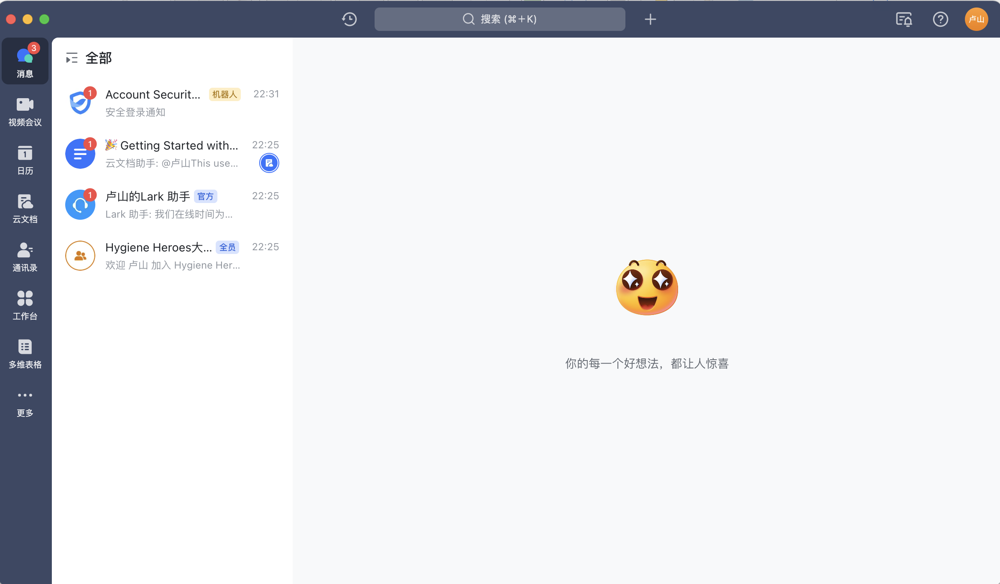 搜索 (⌘+K)
卢山
3
消息
视频会议
1
日历
云文档
通讯录
工作台
多维表格
更多
全部
1
Account Securit... 机器人 22:31
安全登录通知
1
🎉 Getting Started with... 22:25
云文档助手: @卢山This use...
1
卢山的Lark 助手 官方 22:25
Lark 助手: 我们在线时间为...
Hygiene Heroes大... 全员 22:25
欢迎 卢山 加入 Hygiene Her...
你的每一个好想法，都让人惊喜